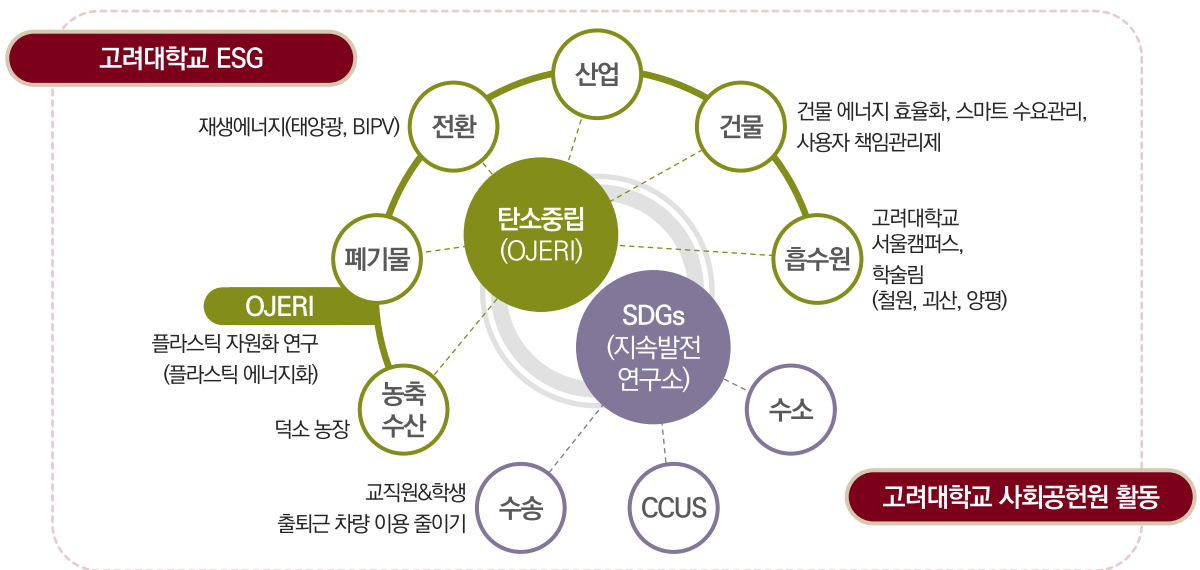 고려대학교 ESG
산업
전환
재생에너지(태양광, BIPV)
건물
건물 에너지 효율화, 스마트 수요관리,
사용자 책임관리제
탄소중립
(OJERI)
폐기물
흡수원
고려대학교
서울캠퍼스,
학술림
(철원, 괴산, 양평)
OJERI
플라스틱 자원화 연구
(플라스틱 에너지화)
SDGs
(지속발전
연구소)
농축
수산
덕소 농장
수소
교직원&학생
출퇴근 차량 이용 줄이기
수송
CCUS
고려대학교 사회공헌원 활동